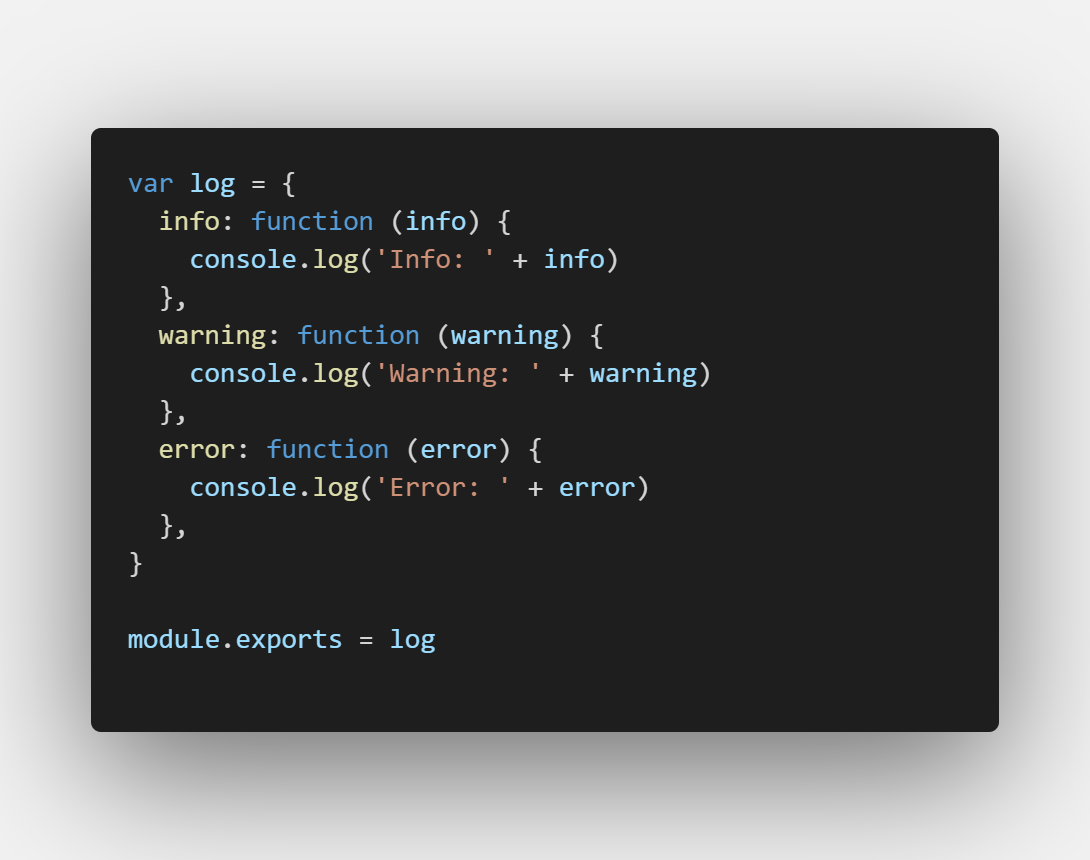 var log = {
  info: function (info) {
    console.log('Info: ' + info)
  },
  warning: function (warning) {
    console.log('Warning: ' + warning)
  },
  error: function (error) {
    console.log('Error: ' + error)
  },
}

module.exports = log